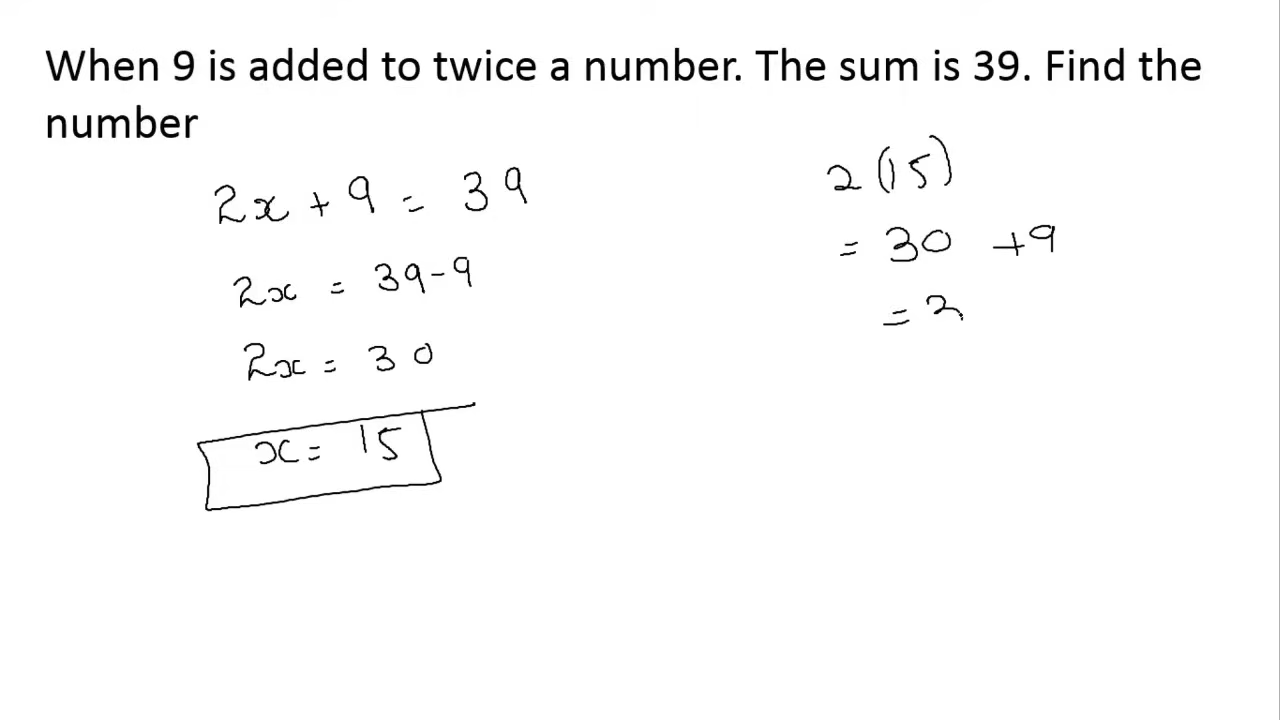 When 9 is added to twice a number. The sum is 39. Find the
number
2x + 9 = 39
2x = 39-9
2x = 30
x = 15
2 (15)
= 30 +9
= 3